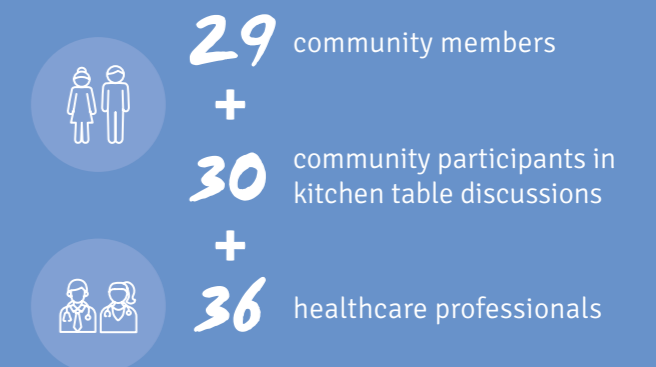 29 community members
+
30 community participants in
kitchen table discussions
+
36 healthcare professionals